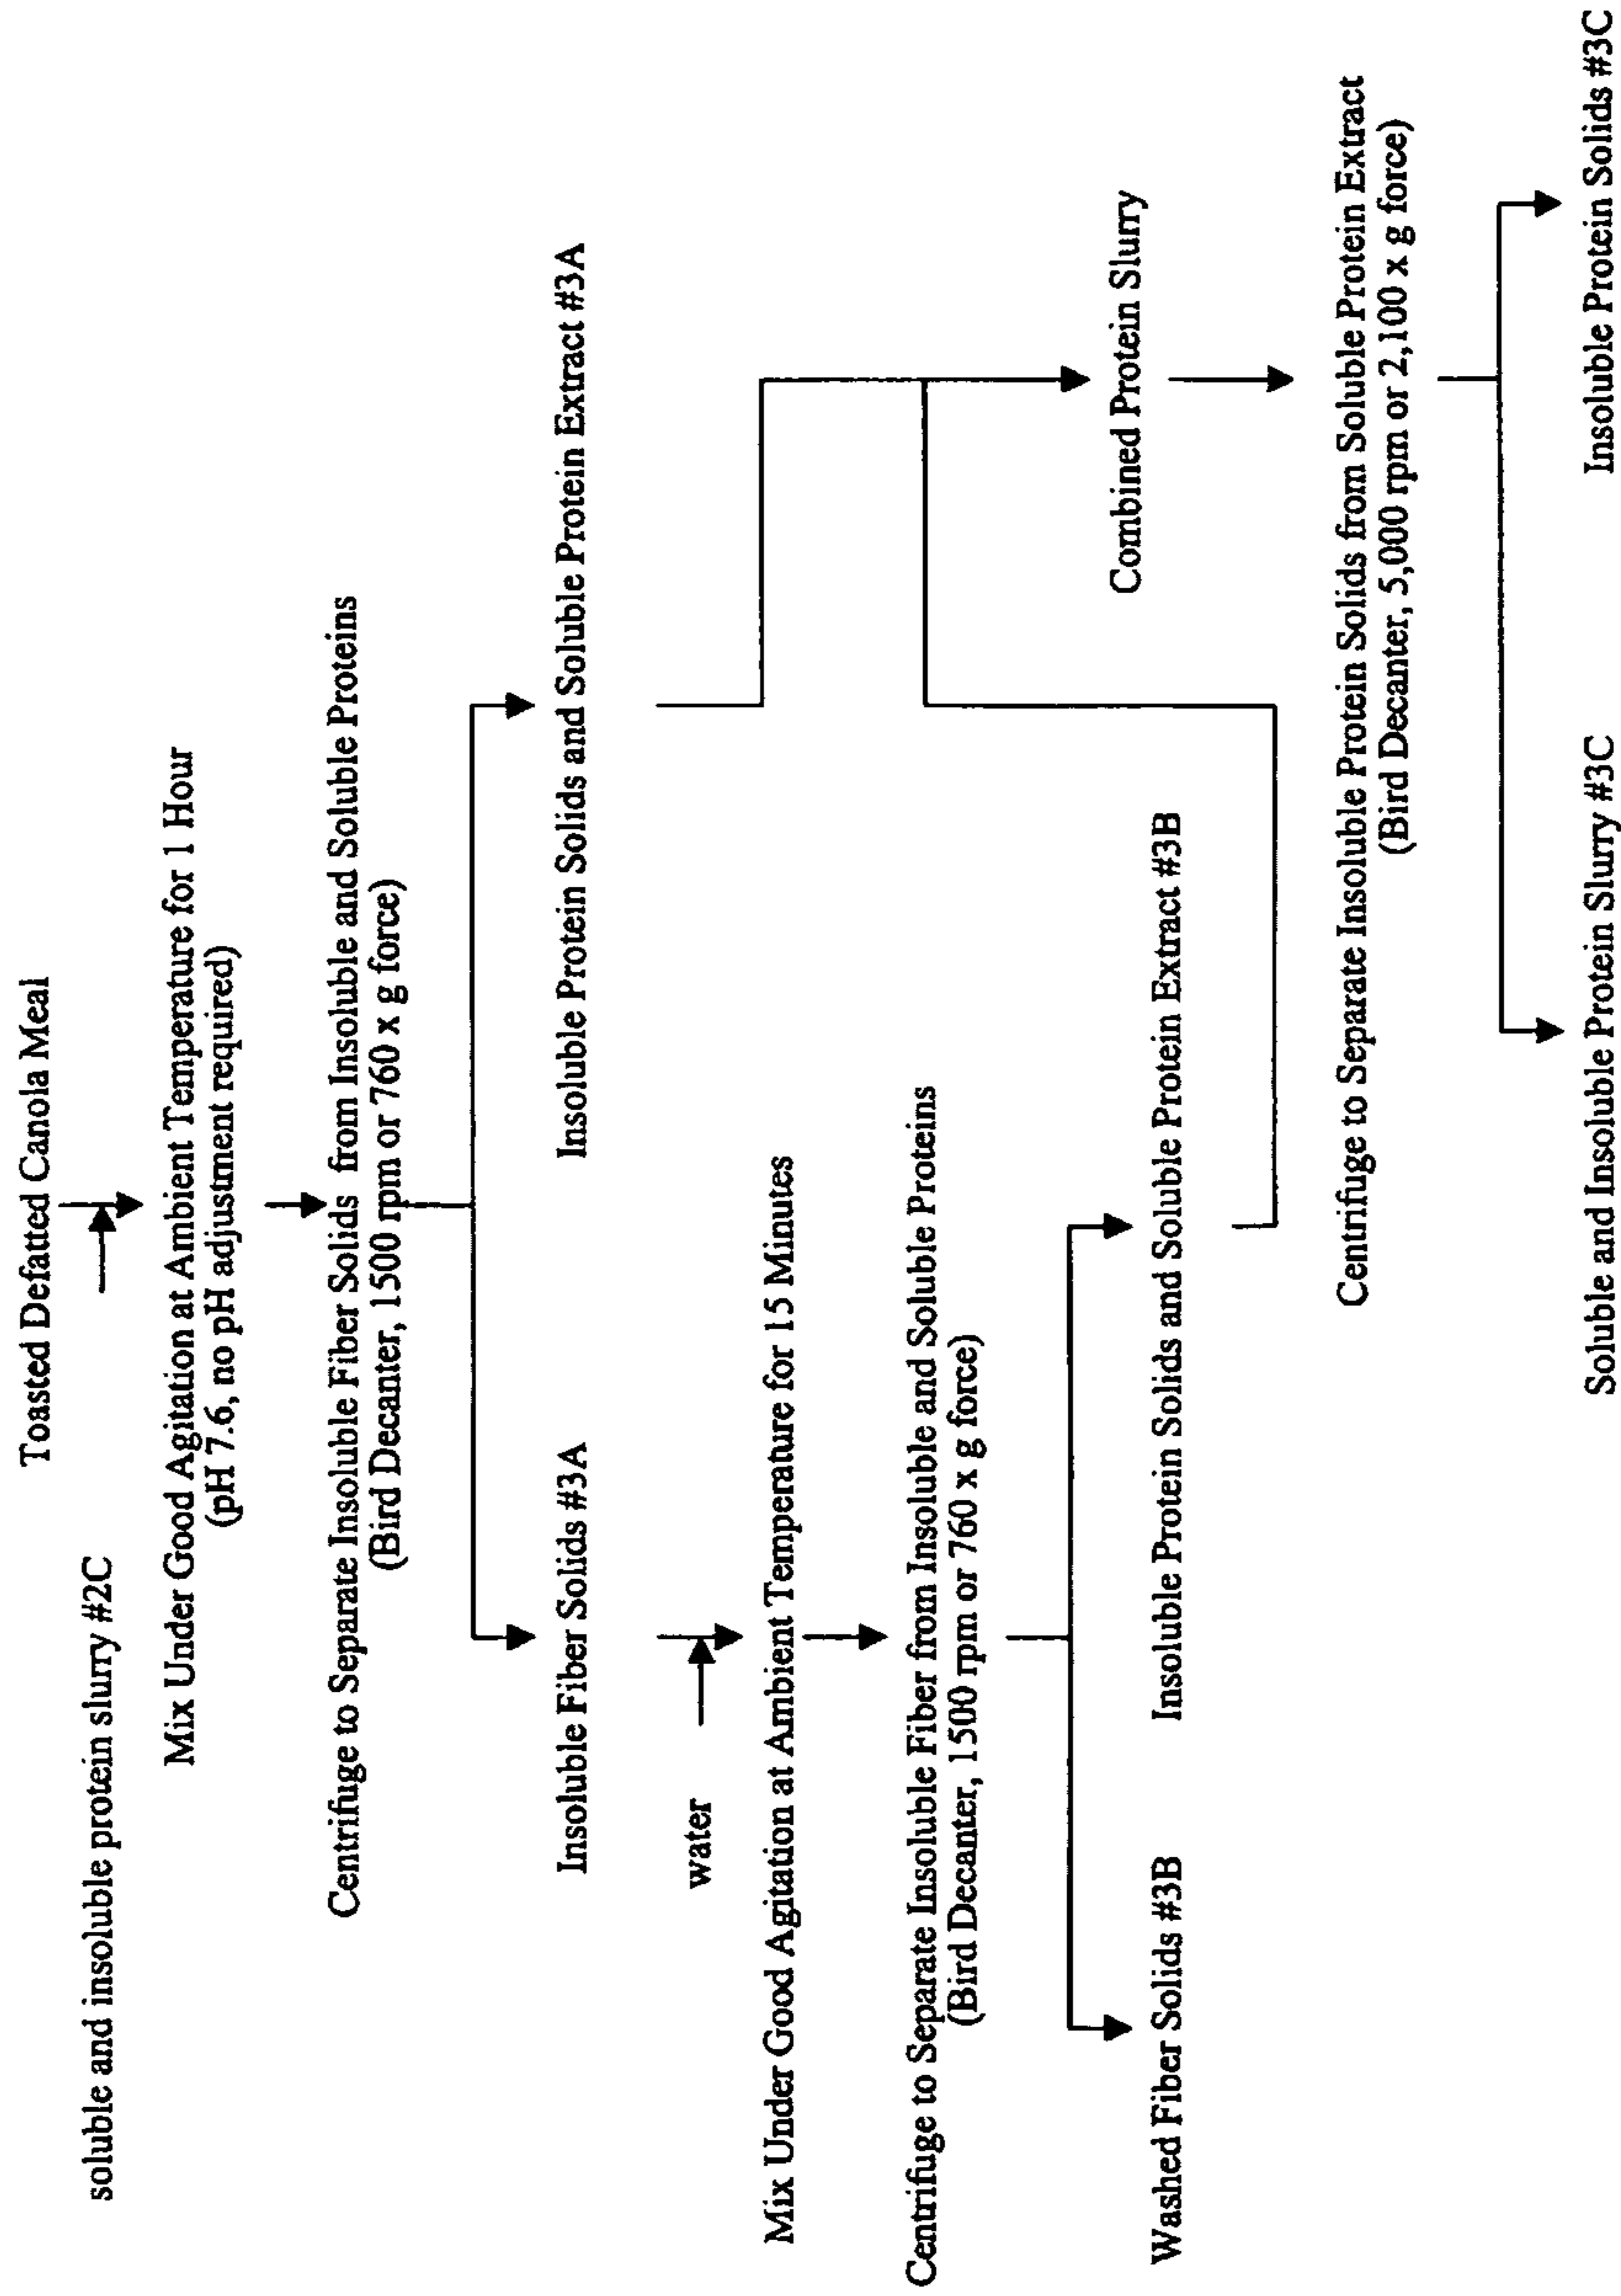 Toasted Defatted Canola Meal
soluble and insoluble protein slurry #2C
Mix Under Good Agitation at Ambient Temperature for 1 Hour
(pH 7.6, no pH adjustment required)
Centrifuge to Separate Insoluble Fiber Solids from Insoluble and Soluble Proteins
(Bird Decanter, 1500 rpm or 760 x g force)
Insoluble Fiber Solids #3A
Insoluble Protein Solids and Soluble Protein Extract #3A
water
Mix Under Good Agitation at Ambient Temperature for 15 Minutes
Centrifuge to Separate Insoluble Fiber from Insoluble and Soluble Proteins
(Bird Decanter, 1500 rpm or 760 x g force)
Combined Protein Slurry
Washed Fiber Solids #3B
Insoluble Protein Solids and Soluble Protein Extract #3B
Centrifuge to Separate Insoluble Protein Solids from Soluble Protein Extract
(Bird Decanter, 5,000 rpm or 2,100 x g force)
Soluble and Insoluble Protein Slurry #3C
Insoluble Protein Solids #3C